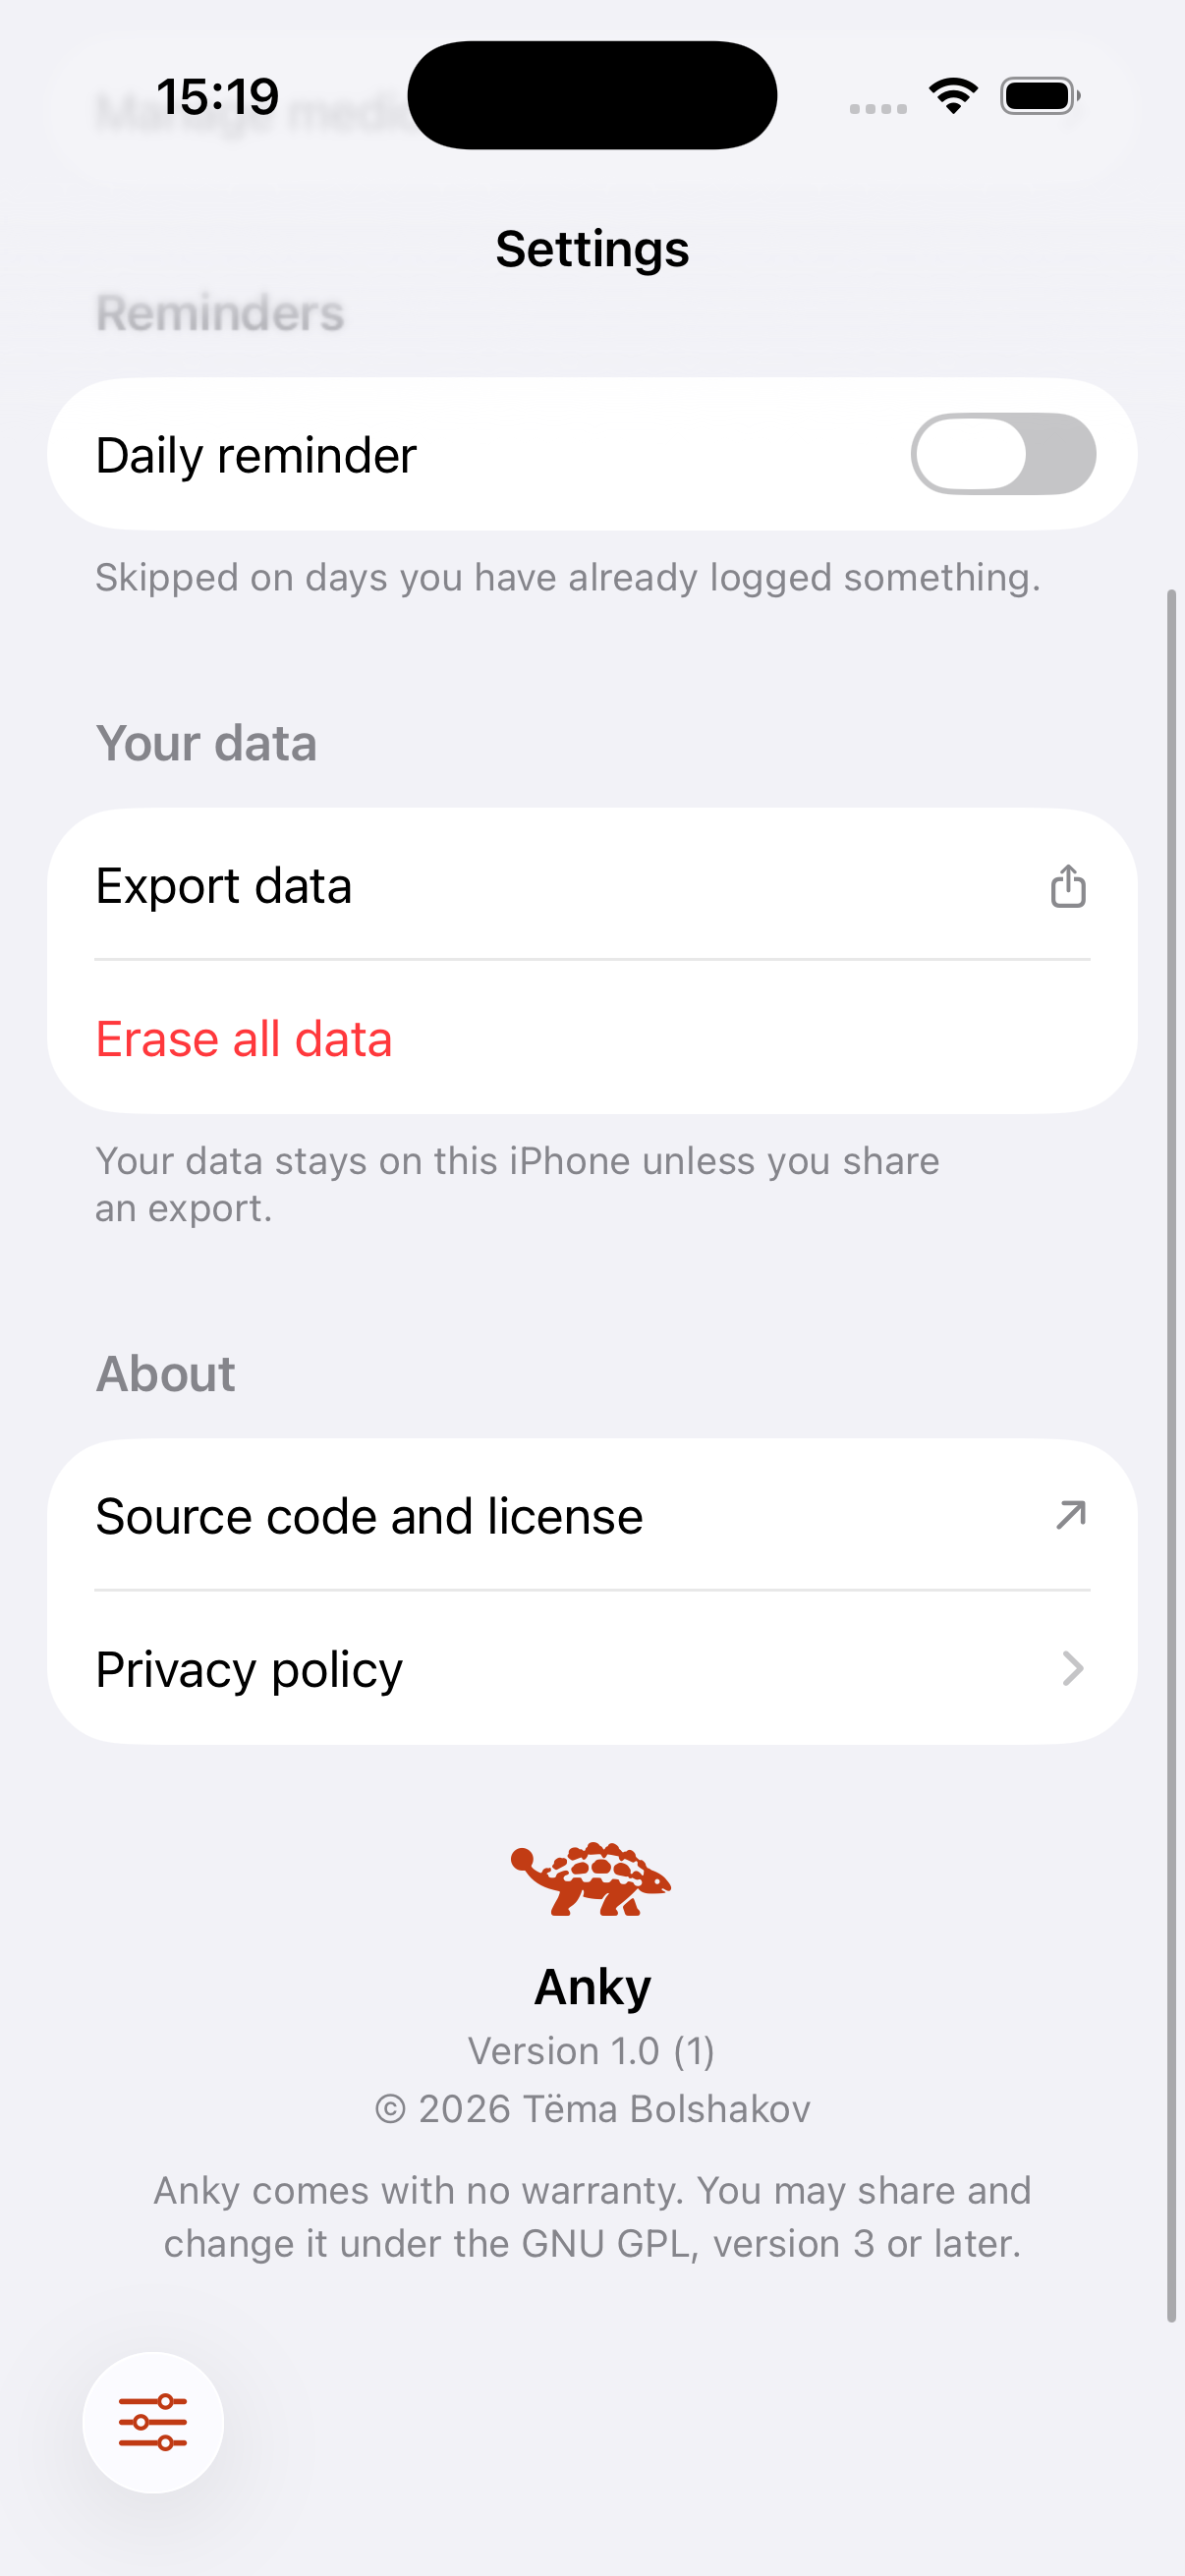 15:19
Settings
Reminders
Daily reminder
Skipped on days you have already logged something.
Your data
Export data
Erase all data
Your data stays on this iPhone unless you share
an export.
About
Source code and license
Privacy policy
Anky
Version 1.0 (1)
© 2026 Tëma Bolshakov
Anky comes with no warranty. You may share and
change it under the GNU GPL, version 3 or later.